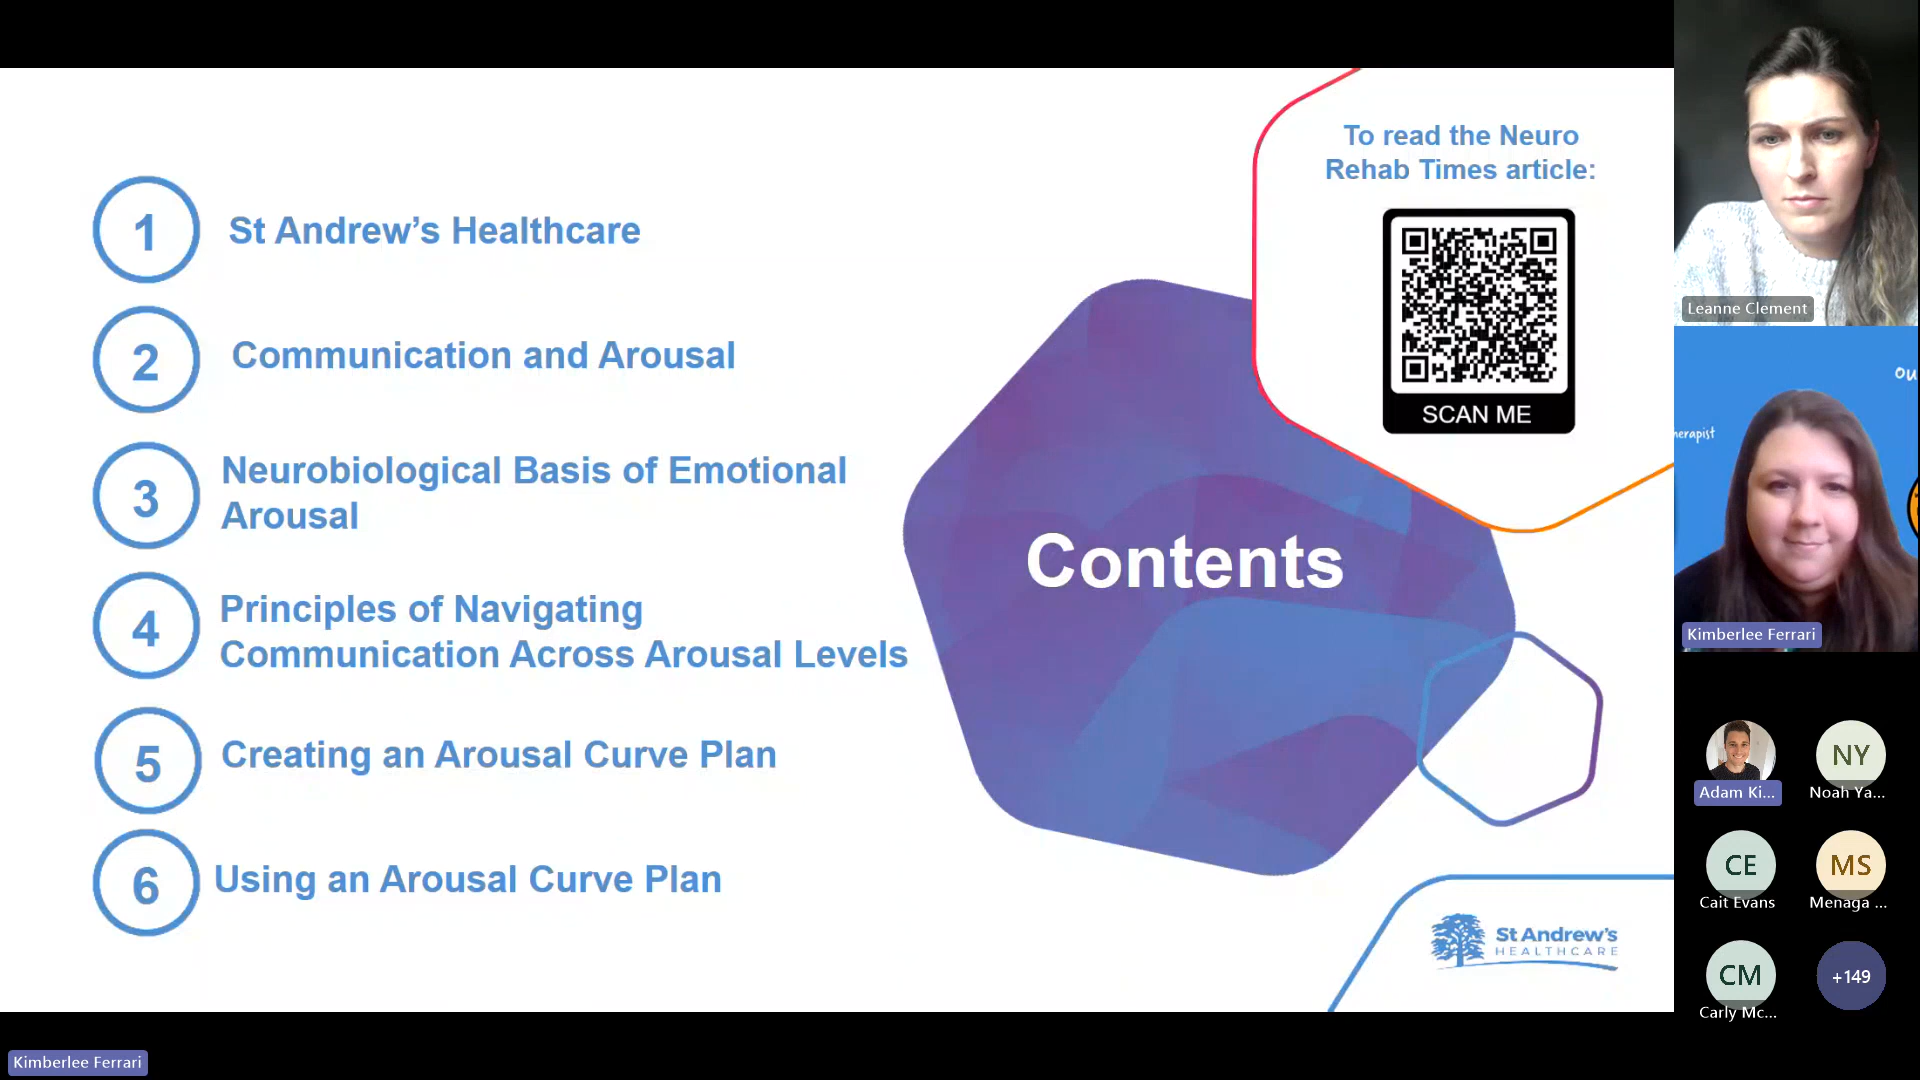 1
St Andrew’s Healthcare
2
Communication and Arousal
3
Neurobiological Basis of Emotional
Arousal
4
Principles of Navigating
Communication Across Arousal Levels
5
Creating an Arousal Curve Plan
6
Using an Arousal Curve Plan
Contents
To read the Neuro
Rehab Times article:
SCAN ME
St Andrew’s
HEALTHCARE
Leanne Clement
ou
herapist
Kimberlee Ferrari
Adam Ki...
NY
Noah Ya...
CE
Cait Evans
MS
Menaga ...
CM
Carly Mc...
+149
Kimberlee Ferrari